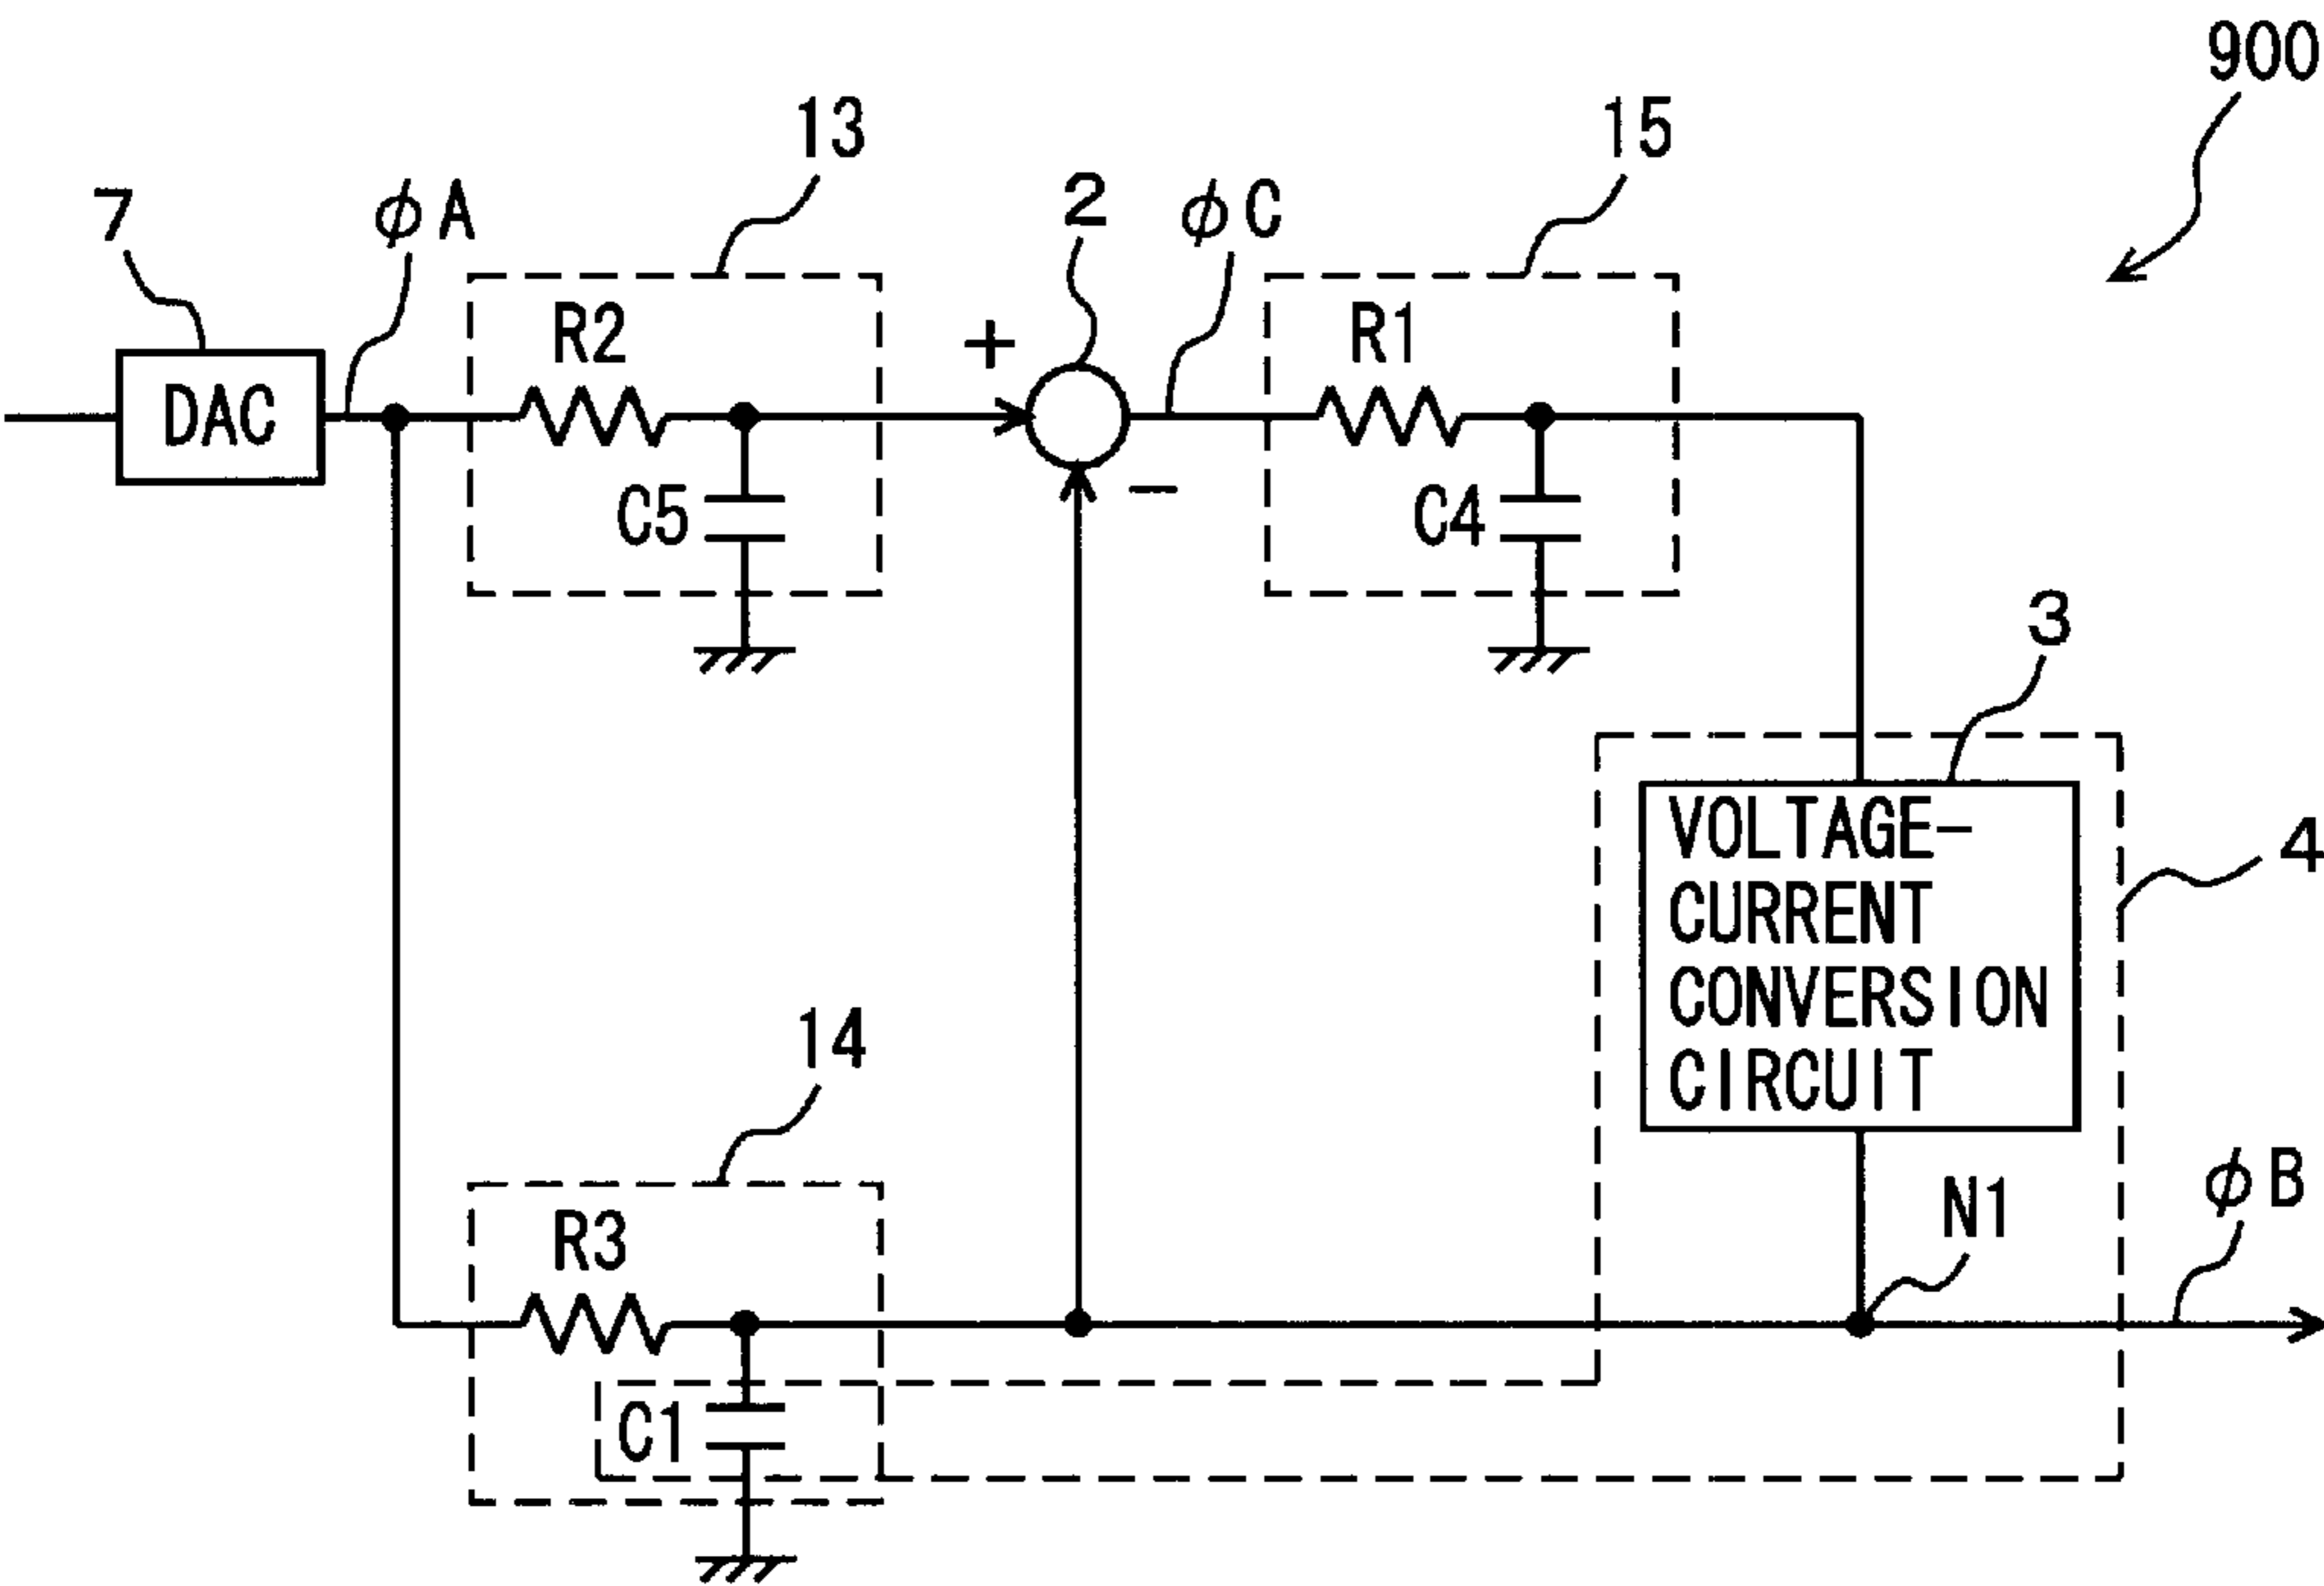 900
13
15
7
φA
2
φC
R2
+
R1
DAC
C5
−
C4
3
VOLTAGE-
CURRENT
CONVERSION
CIRCUIT
4
14
R3
N1
φB
C1